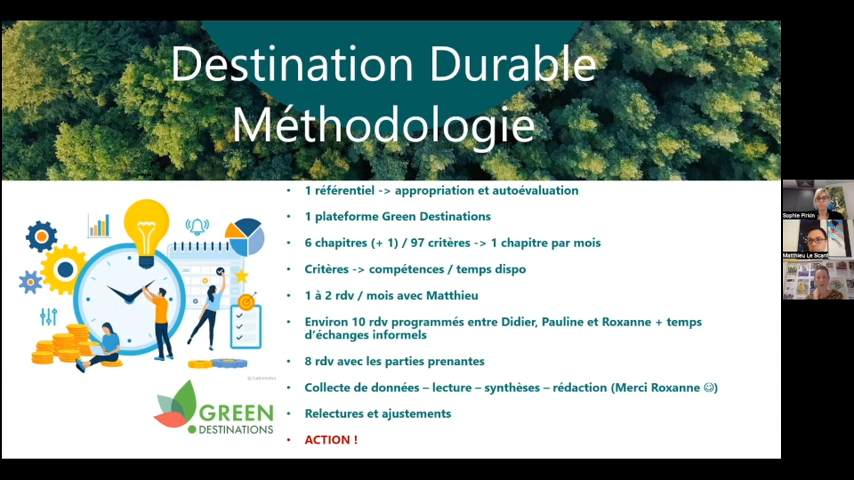 Destination Durable
Méthodologie
• 1 référentiel -> appropriation et autoévaluation
• 1 plateforme Green Destinations
• 6 chapitres (+ 1) / 97 critères -> 1 chapitre par mois
• Critères -> compétences / temps dispo
• 1 à 2 rdv / mois avec Matthieu
• Environ 10 rdv programmés entre Didier, Pauline et Roxanne + temps
d'échanges informels
• 8 rdv avec les parties prenantes
• Collecte de données – lecture – synthèses – rédaction (Merci Roxanne ☺)
• Relectures et ajustements
• ACTION !
GREEN
DESTINATIONS
Sophie Pirkin
Matthieu Le Scard